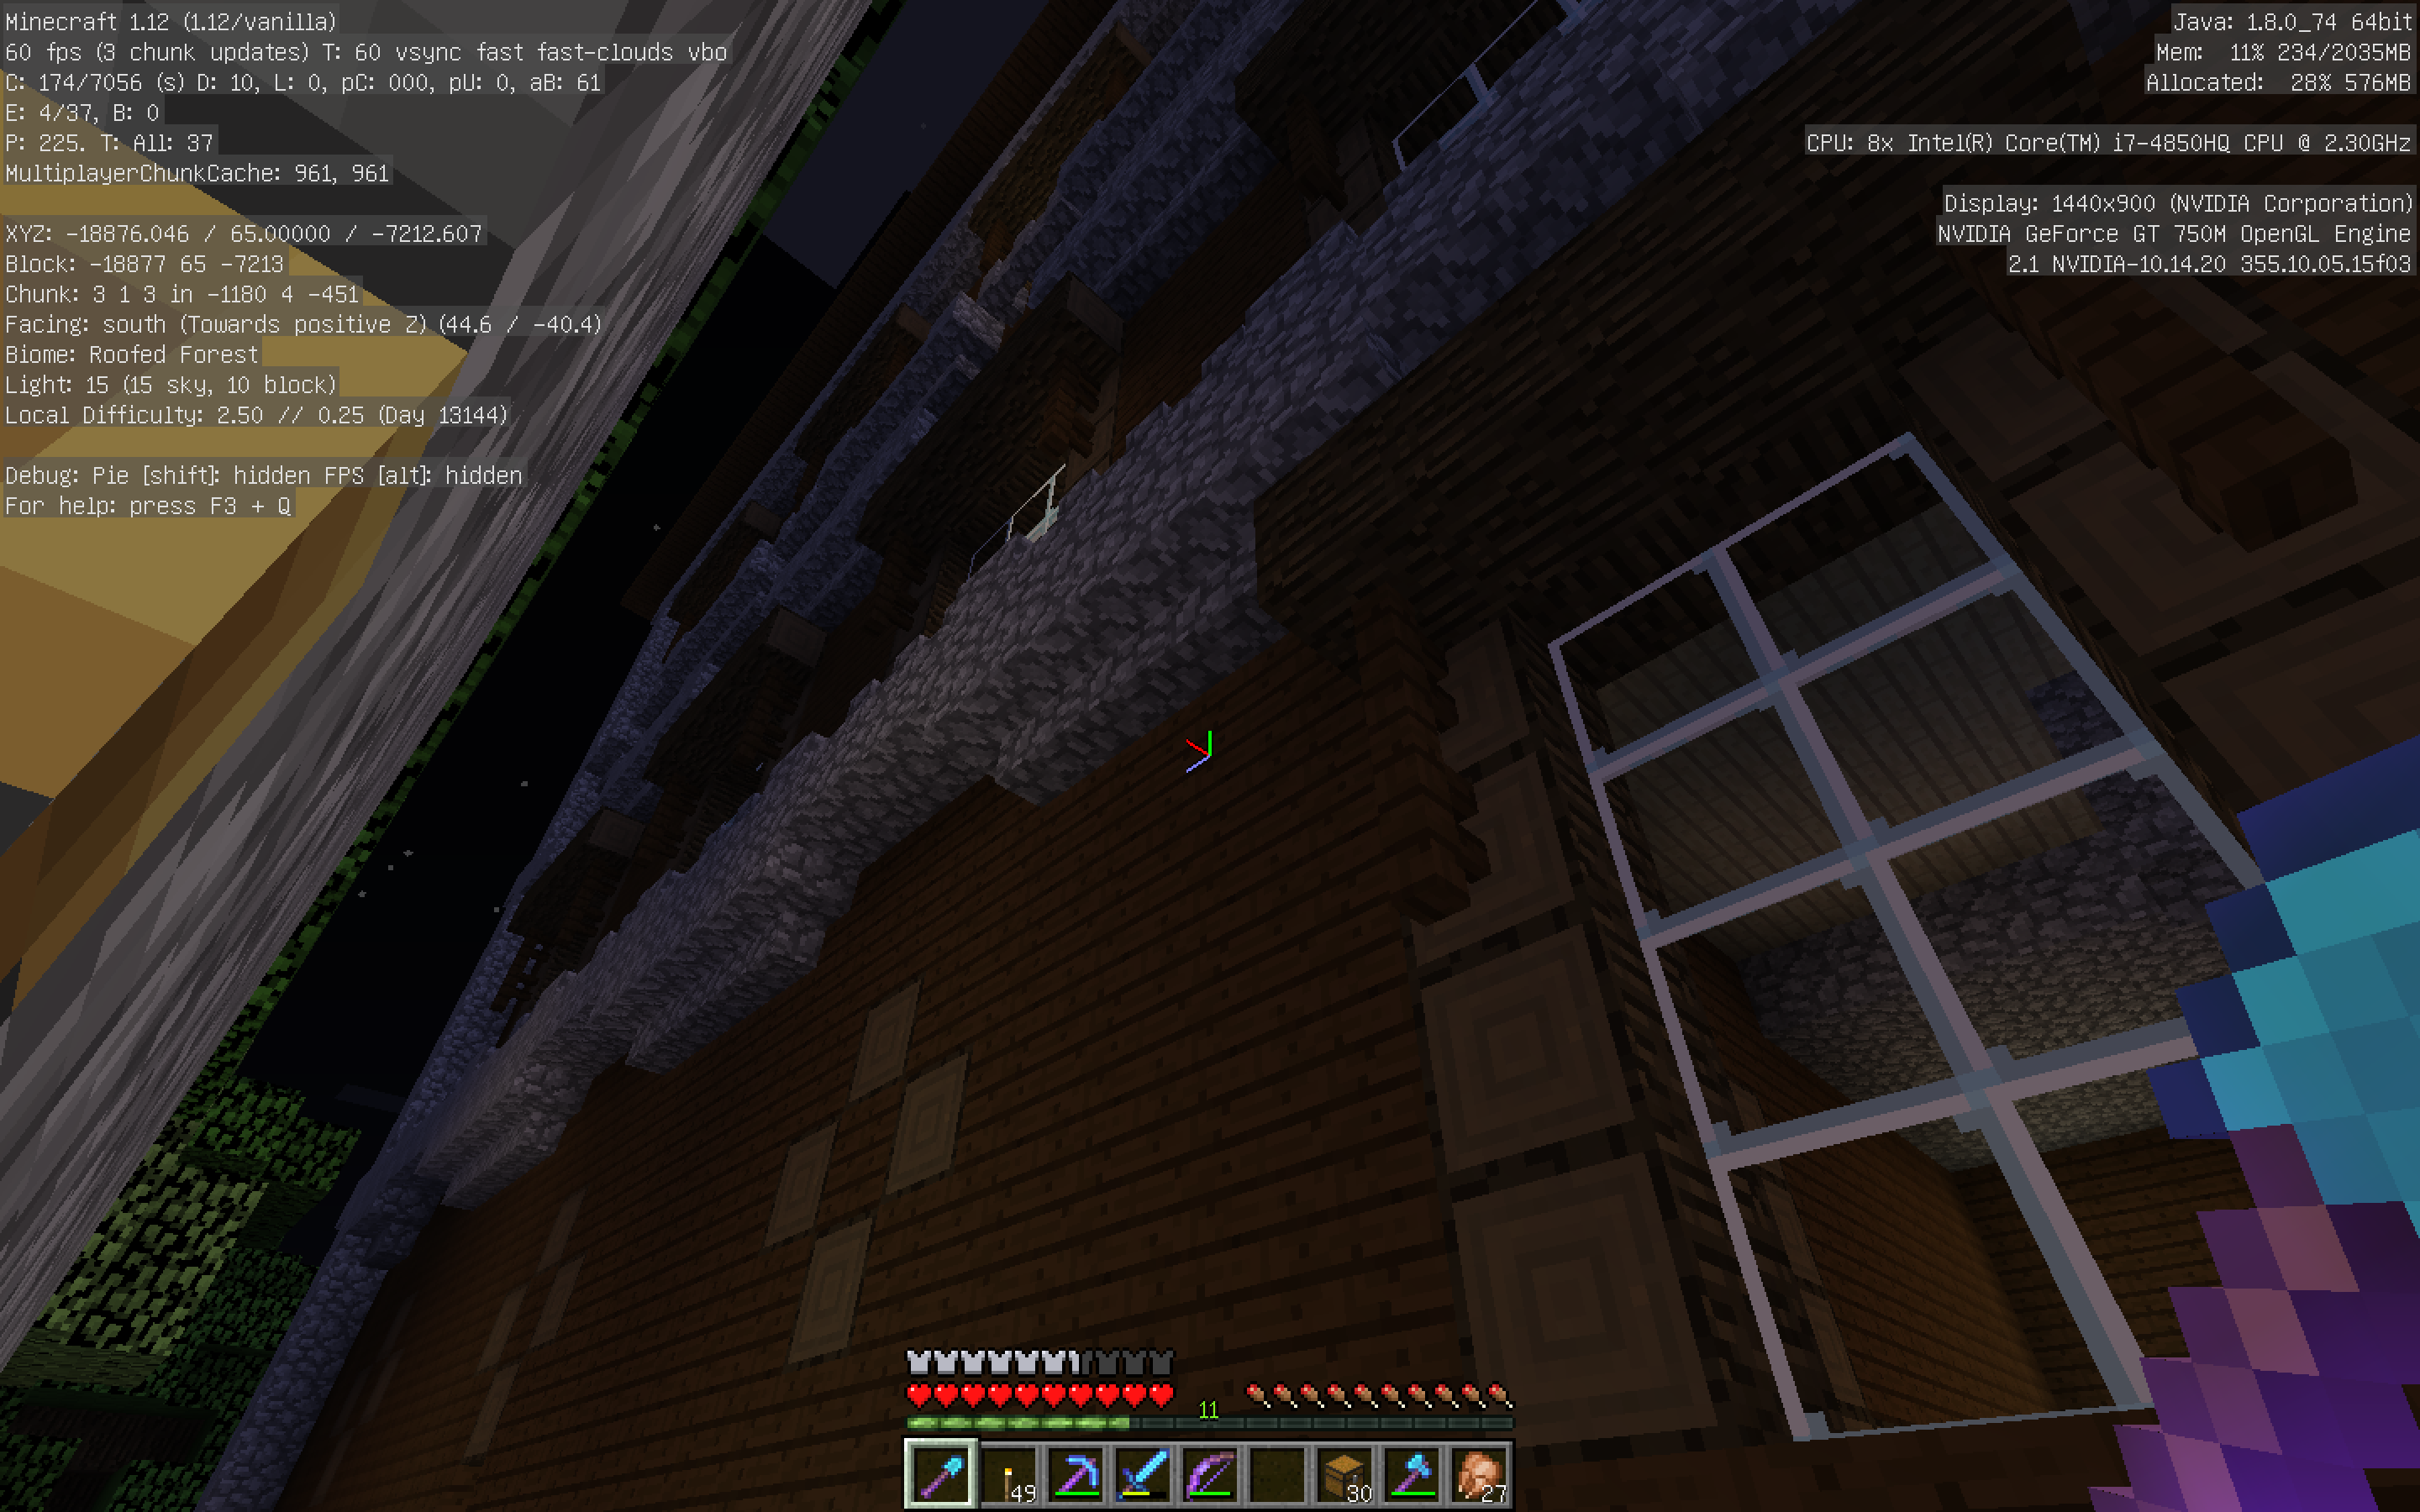 Minecraft 1.12 (1.12/vanilla)
60 fps (3 chunk updates) T: 60 vsync fast fast-clouds vbo
C: 174/7056 (s) D: 10, L: 0, pC: 000, pU: 0, aB: 61
E: 4/37, B: 0
P: 225. T: All: 37
MultiplayerChunkCache: 961, 961
XYZ: -18876.046 / 65.00000 / -7212.607
Block: -18877 65 -7213
Chunk: 3 1 3 in -1180 4 -451
Facing: south (Towards positive Z) (44.6 / -40.4)
Biome: Roofed Forest
Light: 15 (15 sky, 10 block)
Local Difficulty: 2.50 // 0.25 (Day 13144)
Debug: Pie [shift]: hidden FPS [alt]: hidden
For help: press F3 + Q
Java: 1.8.0_74 64bit
Mem: 11% 234/2035MB
Allocated: 28% 576MB
CPU: 8x Intel(R) Core(TM) i7-4850HQ CPU @ 2.30GHz
Display: 1440x900 (NVIDIA Corporation)
NVIDIA GeForce GT 750M OpenGL Engine
2.1 NVIDIA-10.14.20 355.10.05.15f03
11
49 30 27